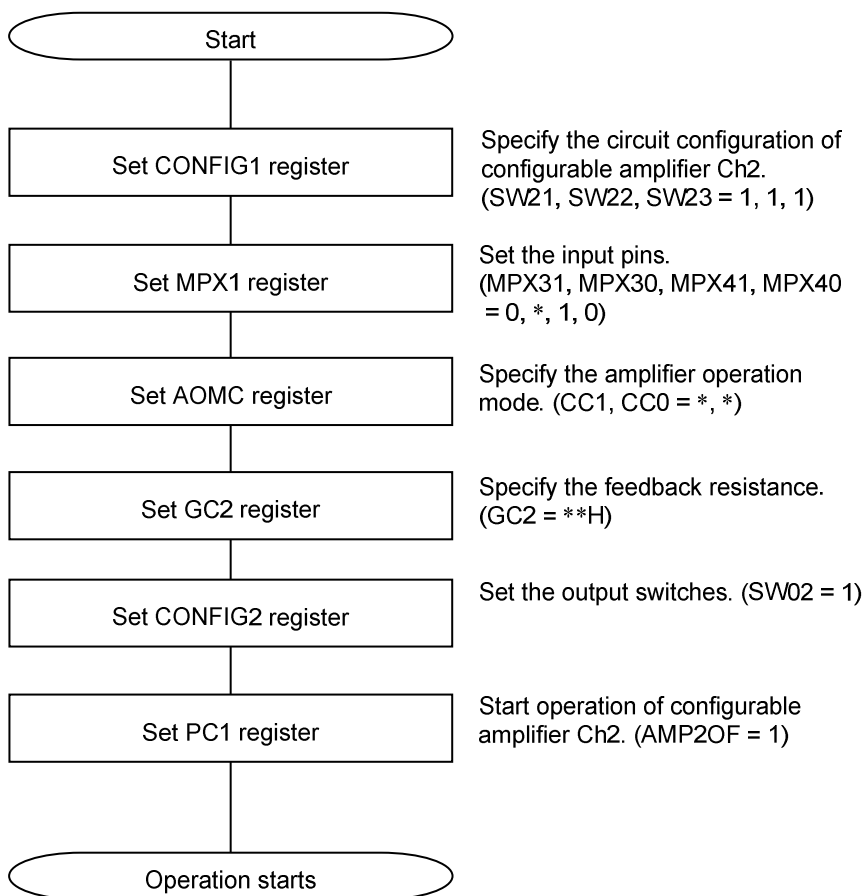 Start
Set CONFIG1 register
Specify the circuit configuration of
configurable amplifier Ch2.
(SW21, SW22, SW23 = 1, 1, 1)
Set MPX1 register
Set the input pins.
(MPX31, MPX30, MPX41, MPX40
= 0, *, 1, 0)
Set AOMC register
Specify the amplifier operation
mode. (CC1, CC0 = *, *)
Set GC2 register
Specify the feedback resistance.
(GC2 = **H)
Set CONFIG2 register
Set the output switches. (SW02 = 1)
Set PC1 register
Start operation of configurable
amplifier Ch2. (AMP2OF = 1)
Operation starts